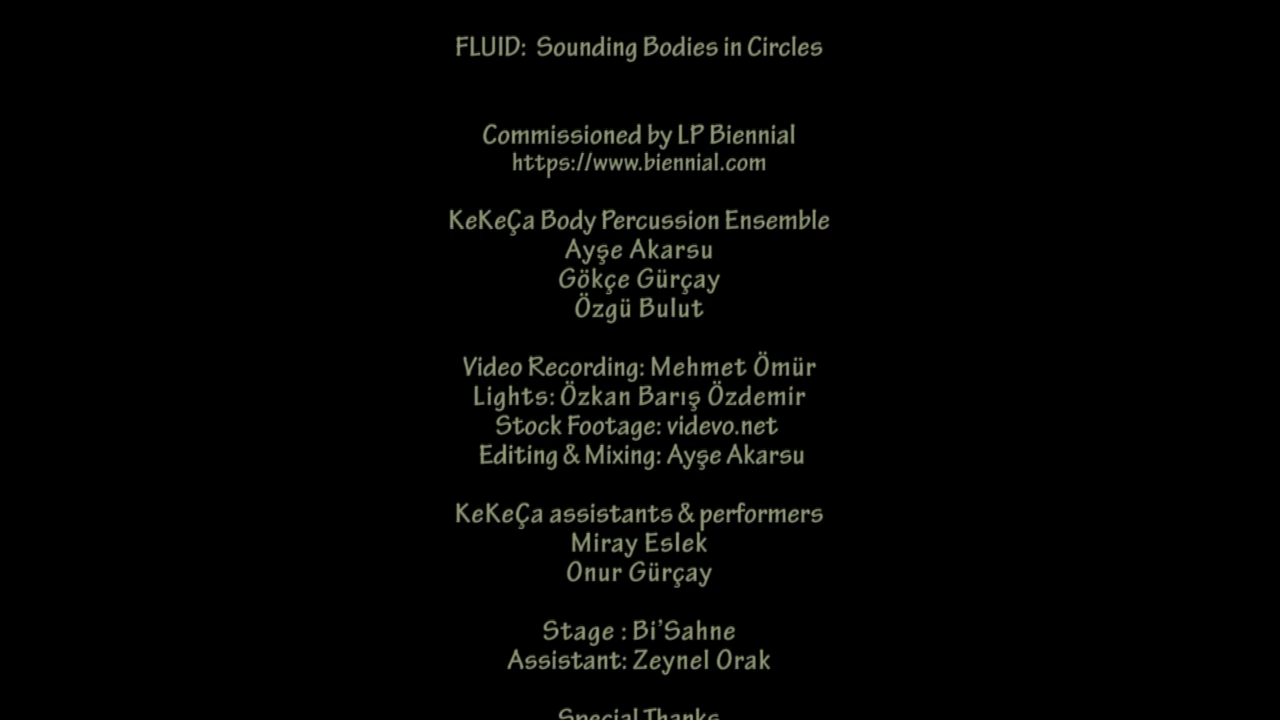 FLUID: Sounding Bodies in Circles
Commissioned by LP Biennial
https://www.biennial.com
KeKeÇa Body Percussion Ensemble
Ayşe Akarsu
Gökçe Gürçay
Özgü Bulut
Video Recording: Mehmet Ömür
Lights: Özkan Barış Özdemir
Stock Footage: videvo.net
Editing & Mixing: Ayşe Akarsu
KeKeÇa assistants & performers
Miray Eslek
Onur Gürçay
Stage : Bi'Sahne
Assistant: Zeynel Orak
Special Thanks